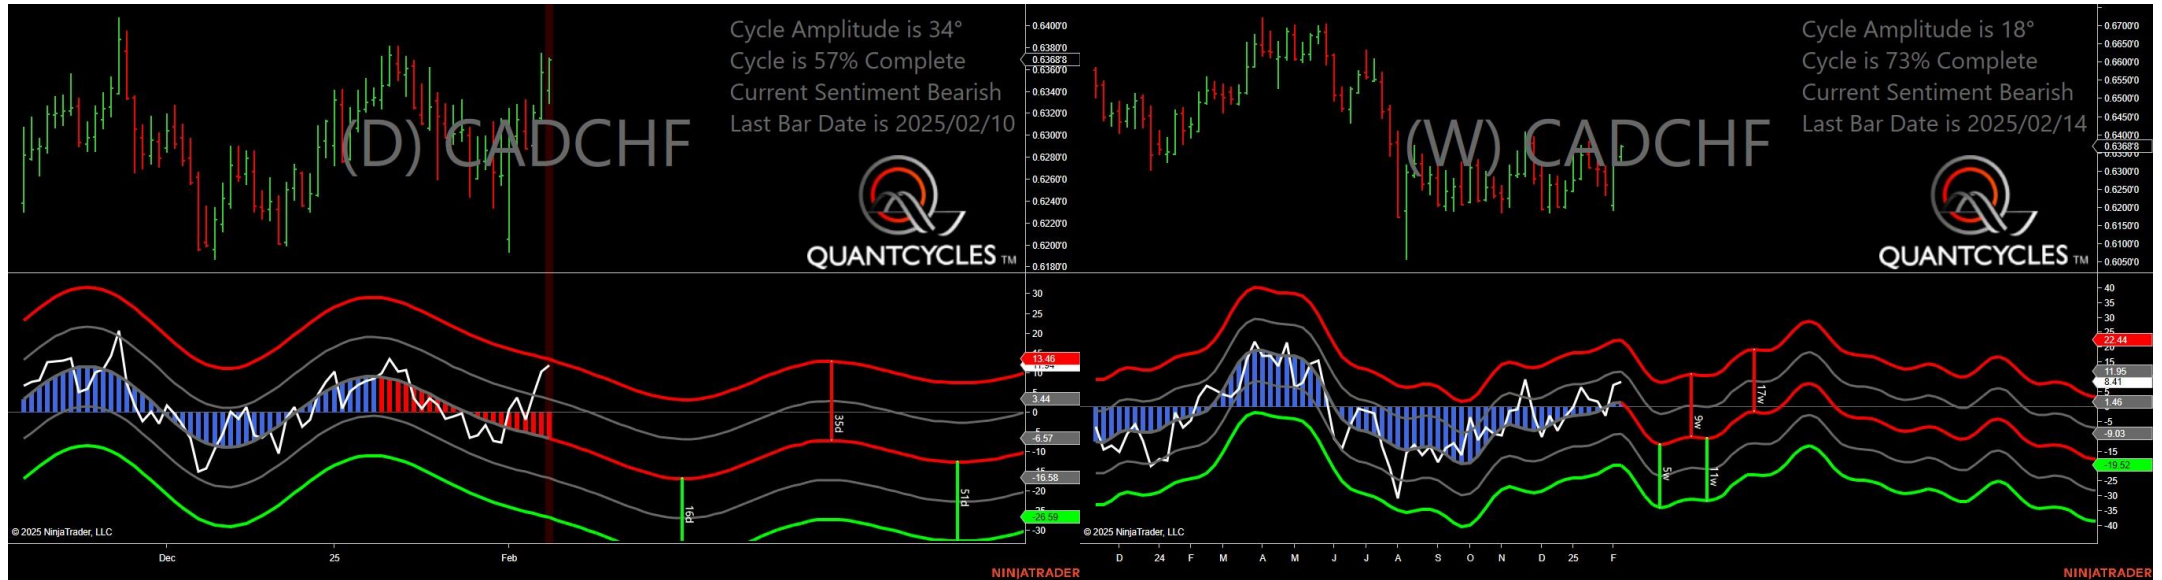 Cycle Amplitude is 34°
Cycle is 57% Complete
Current Sentiment Bearish
Last Bar Date is 2025/02/10
(D) CADCHF
QUANTCYCLES TM
0.6400'0
0.6380'0
0.6368'8
0.6360'0
0.6340'0
0.6320'0
0.6300'0
0.6280'0
0.6260'0
0.6240'0
0.6220'0
0.6200'0
0.6180'0
30
25
20
13.46
11.94
10
3.44
0
-6.57
-10
-16.58
-20
-26.59
-30
35d
16d
51d
© 2025 NinjaTrader, LLC
Dec
25
Feb
NINJATRADER
Cycle Amplitude is 18°
Cycle is 73% Complete
Current Sentiment Bearish
Last Bar Date is 2025/02/14
(W) CADCHF
QUANTCYCLES TM
0.6700'0
0.6650'0
0.6600'0
0.6550'0
0.6500'0
0.6450'0
0.6400'0
0.6368'8
0.6300'0
0.6250'0
0.6200'0
0.6150'0
0.6100'0
0.6050'0
40
35
30
25
22.44
15
11.95
8.41
5
1.46
-5
-9.03
-15
-19.52
-25
-30
-35
-40
9w
17w
5w
11w
© 2025 NinjaTrader, LLC
D
24
F
M
A
M
J
J
A
S
O
N
D
25
F
NINJATRADER